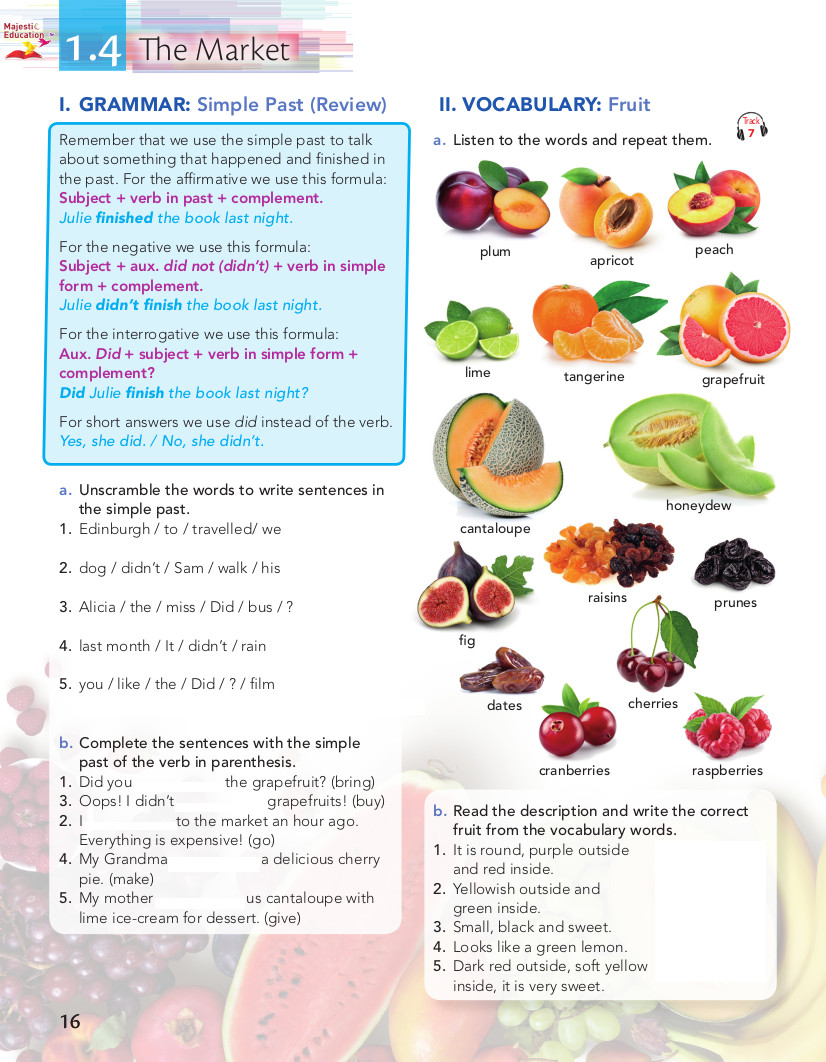 Majestic
Education
1.4 The Market
I. GRAMMAR: Simple Past (Review)
Remember that we use the simple past to talk
about something that happened and finished in
the past. For the affirmative we use this formula:
Subject + verb in past + complement.
Julie finished the book last night.
For the negative we use this formula:
Subject + aux. did not (didn’t) + verb in simple
form + complement.
Julie didn’t finish the book last night.
For the interrogative we use this formula:
Aux. Did + subject + verb in simple form +
complement?
Did Julie finish the book last night?
For short answers we use did instead of the verb.
Yes, she did. / No, she didn’t.
a. Unscramble the words to write sentences in
the simple past.
1. Edinburgh / to / travelled/ we
2. dog / didn’t / Sam / walk / his
3. Alicia / the / miss / Did / bus / ?
4. last month / It / didn’t / rain
5. you / like / the / Did / ? / film
b. Complete the sentences with the simple
past of the verb in parenthesis.
1. Did you the grapefruit? (bring)
3. Oops! I didn’t grapefruits! (buy)
2. I to the market an hour ago.
Everything is expensive! (go)
4. My Grandma a delicious cherry
pie. (make)
5. My mother us cantaloupe with
lime ice-cream for dessert. (give)
II. VOCABULARY: Fruit
Track
7
a. Listen to the words and repeat them.
plum
apricot
peach
lime
tangerine
grapefruit
cantaloupe
honeydew
fig
raisins
prunes
dates
cherries
cranberries
raspberries
b. Read the description and write the correct
fruit from the vocabulary words.
1. It is round, purple outside
and red inside.
2. Yellowish outside and
green inside.
3. Small, black and sweet.
4. Looks like a green lemon.
5. Dark red outside, soft yellow
inside, it is very sweet.
16